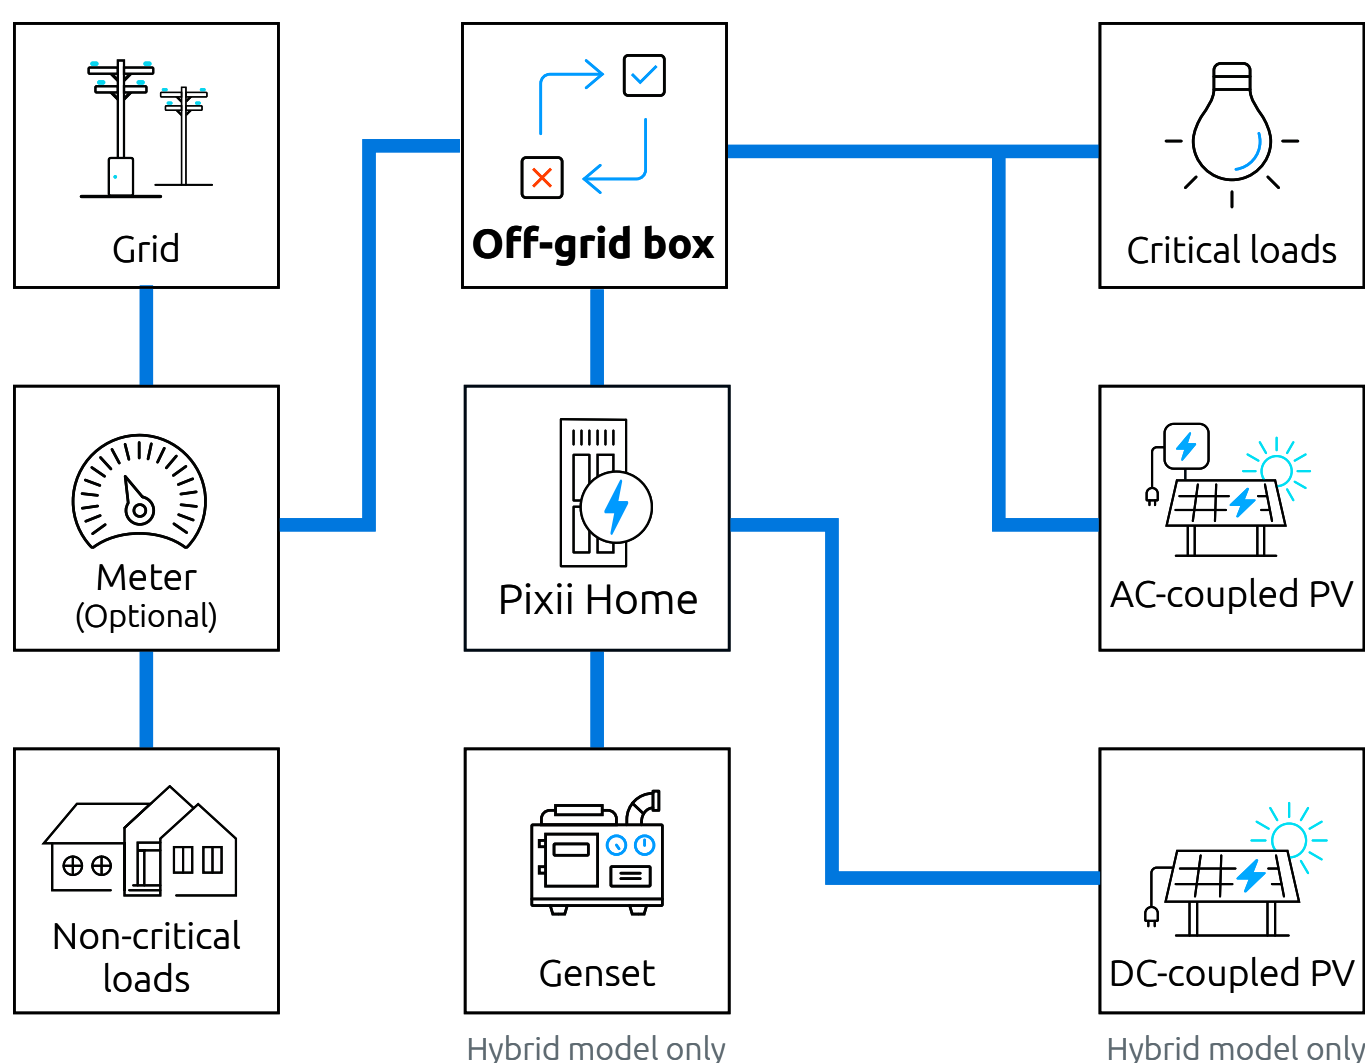 Grid
Off-grid box
Critical loads
Meter
(Optional)
Pixii Home
AC-coupled PV
Non-critical
loads
Genset
DC-coupled PV
Hybrid model only
Hybrid model only